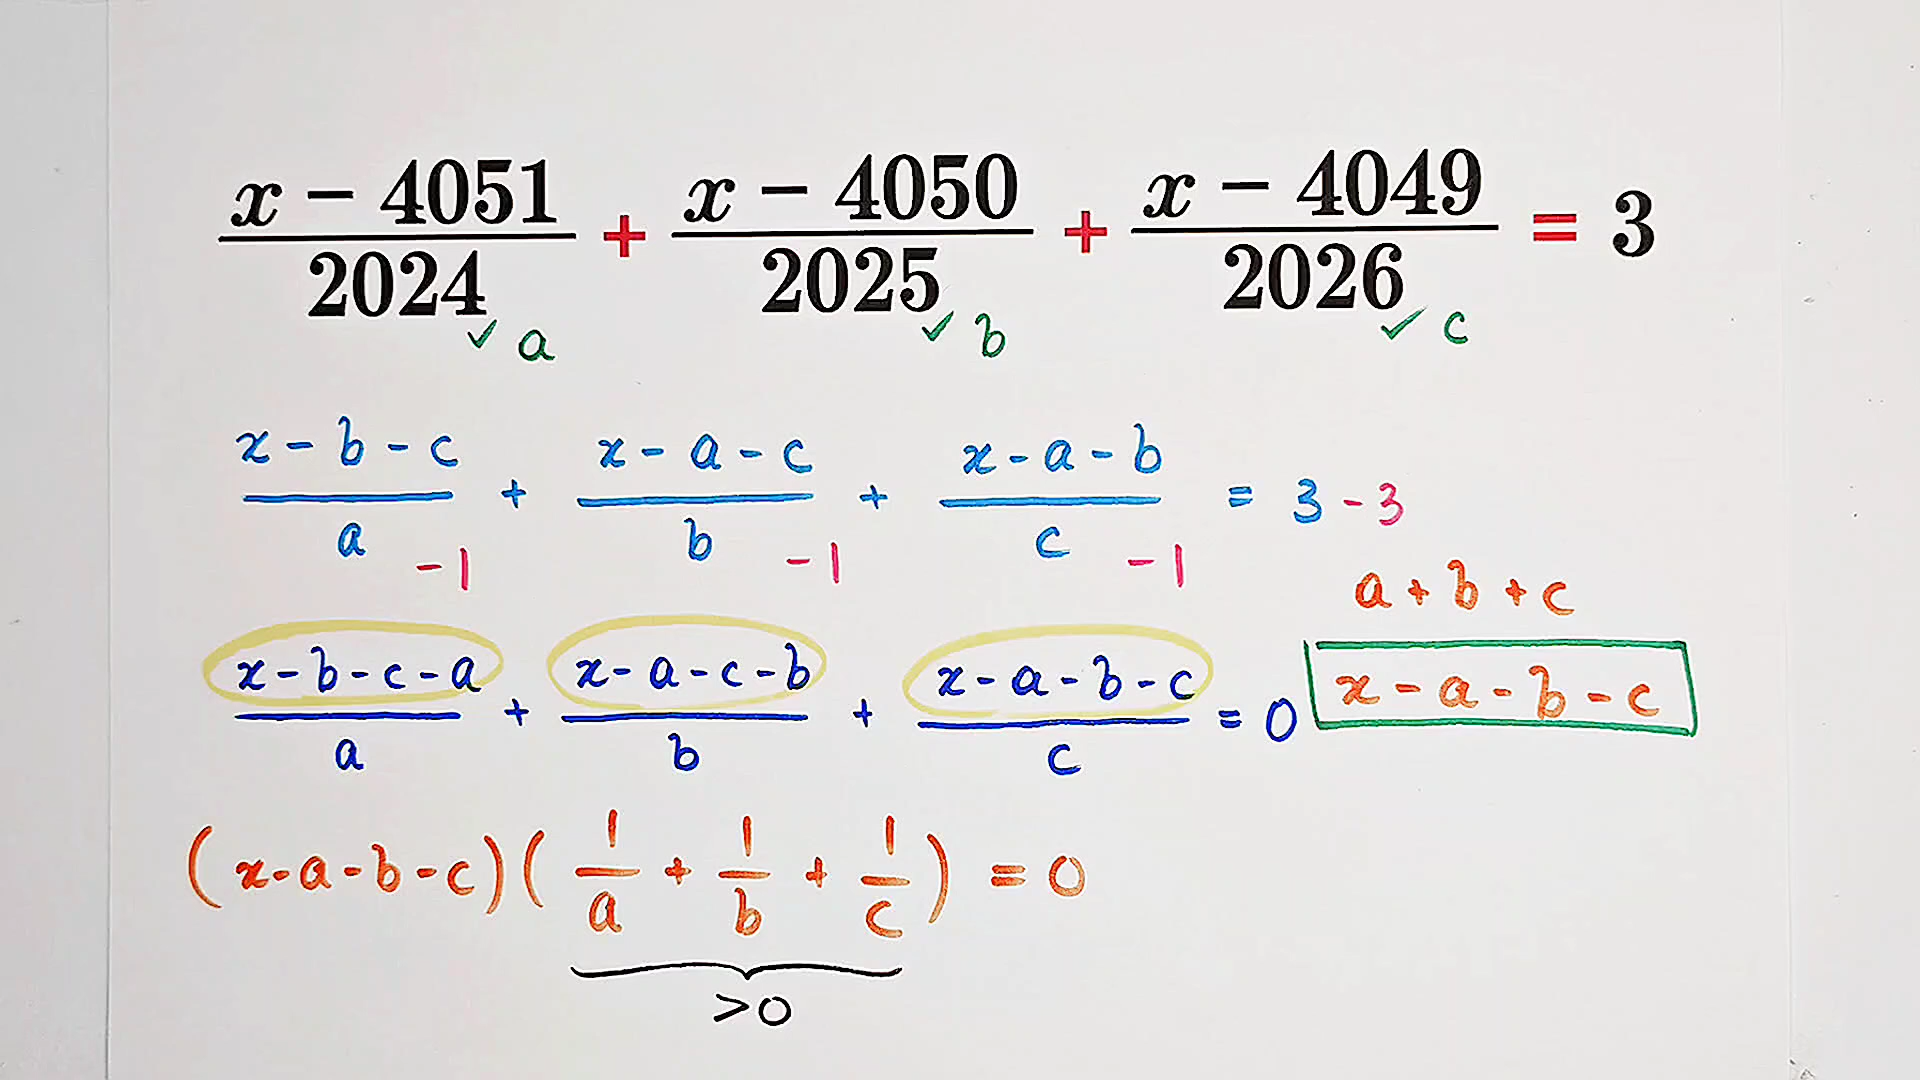 x − 4051 / 2024 + x − 4050 / 2025 + x − 4049 / 2026 = 3
✓ a ✓ b ✓ c
x - b - c / a + x - a - c / b + x - a - b / c = 3 - 3
-1 -1 -1
a + b + c
x - b - c - a / a + x - a - c - b / b + x - a - b - c / c = 0
x - a - b - c
(x - a - b - c)(1/a + 1/b + 1/c) = 0
>0